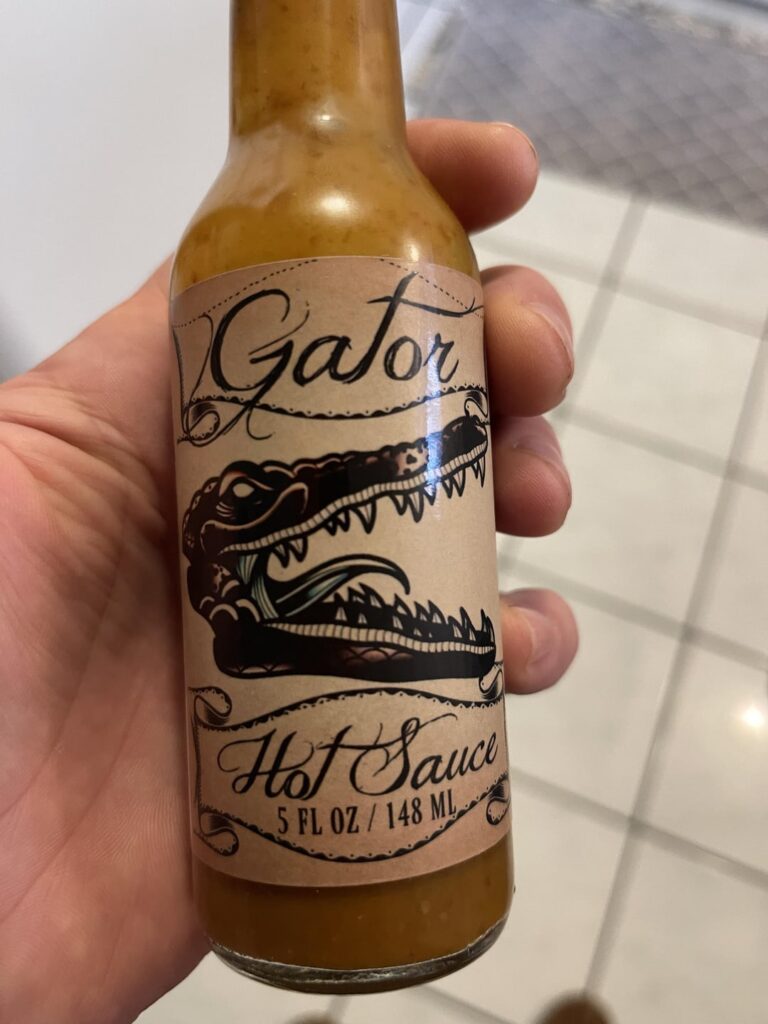 Gator
Hot Sauce
5 FL OZ / 148 ML